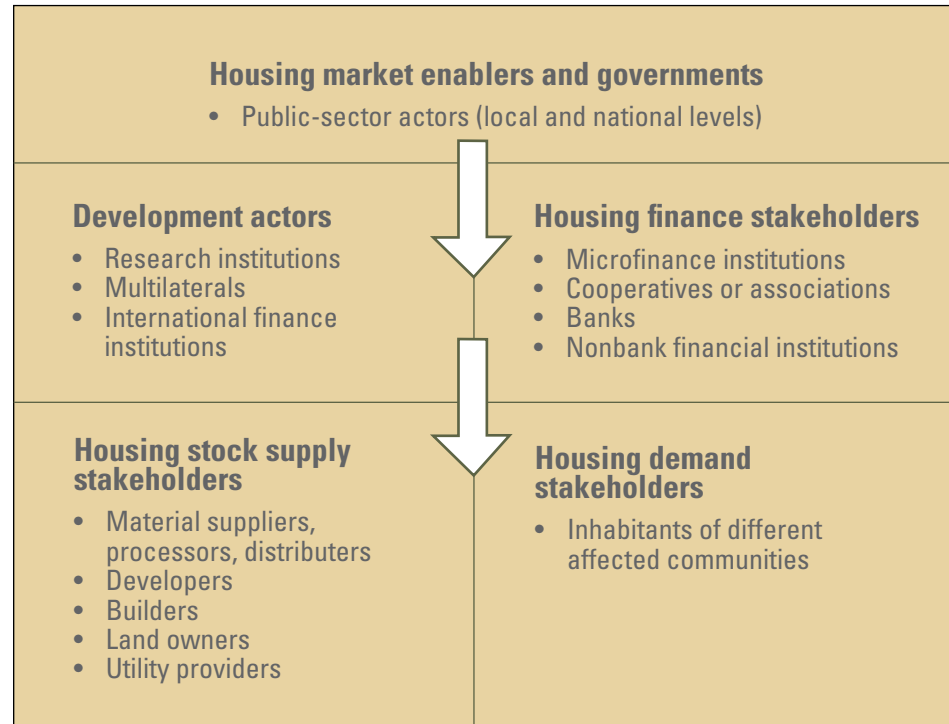 Housing market enablers and governments
• Public-sector actors (local and national levels)
Development actors
• Research institutions
• Multilaterals
• International finance
institutions
Housing finance stakeholders
• Microfinance institutions
• Cooperatives or associations
• Banks
• Nonbank financial institutions
Housing stock supply
stakeholders
• Material suppliers,
processors, distributers
• Developers
• Builders
• Land owners
• Utility providers
Housing demand
stakeholders
• Inhabitants of different
affected communities